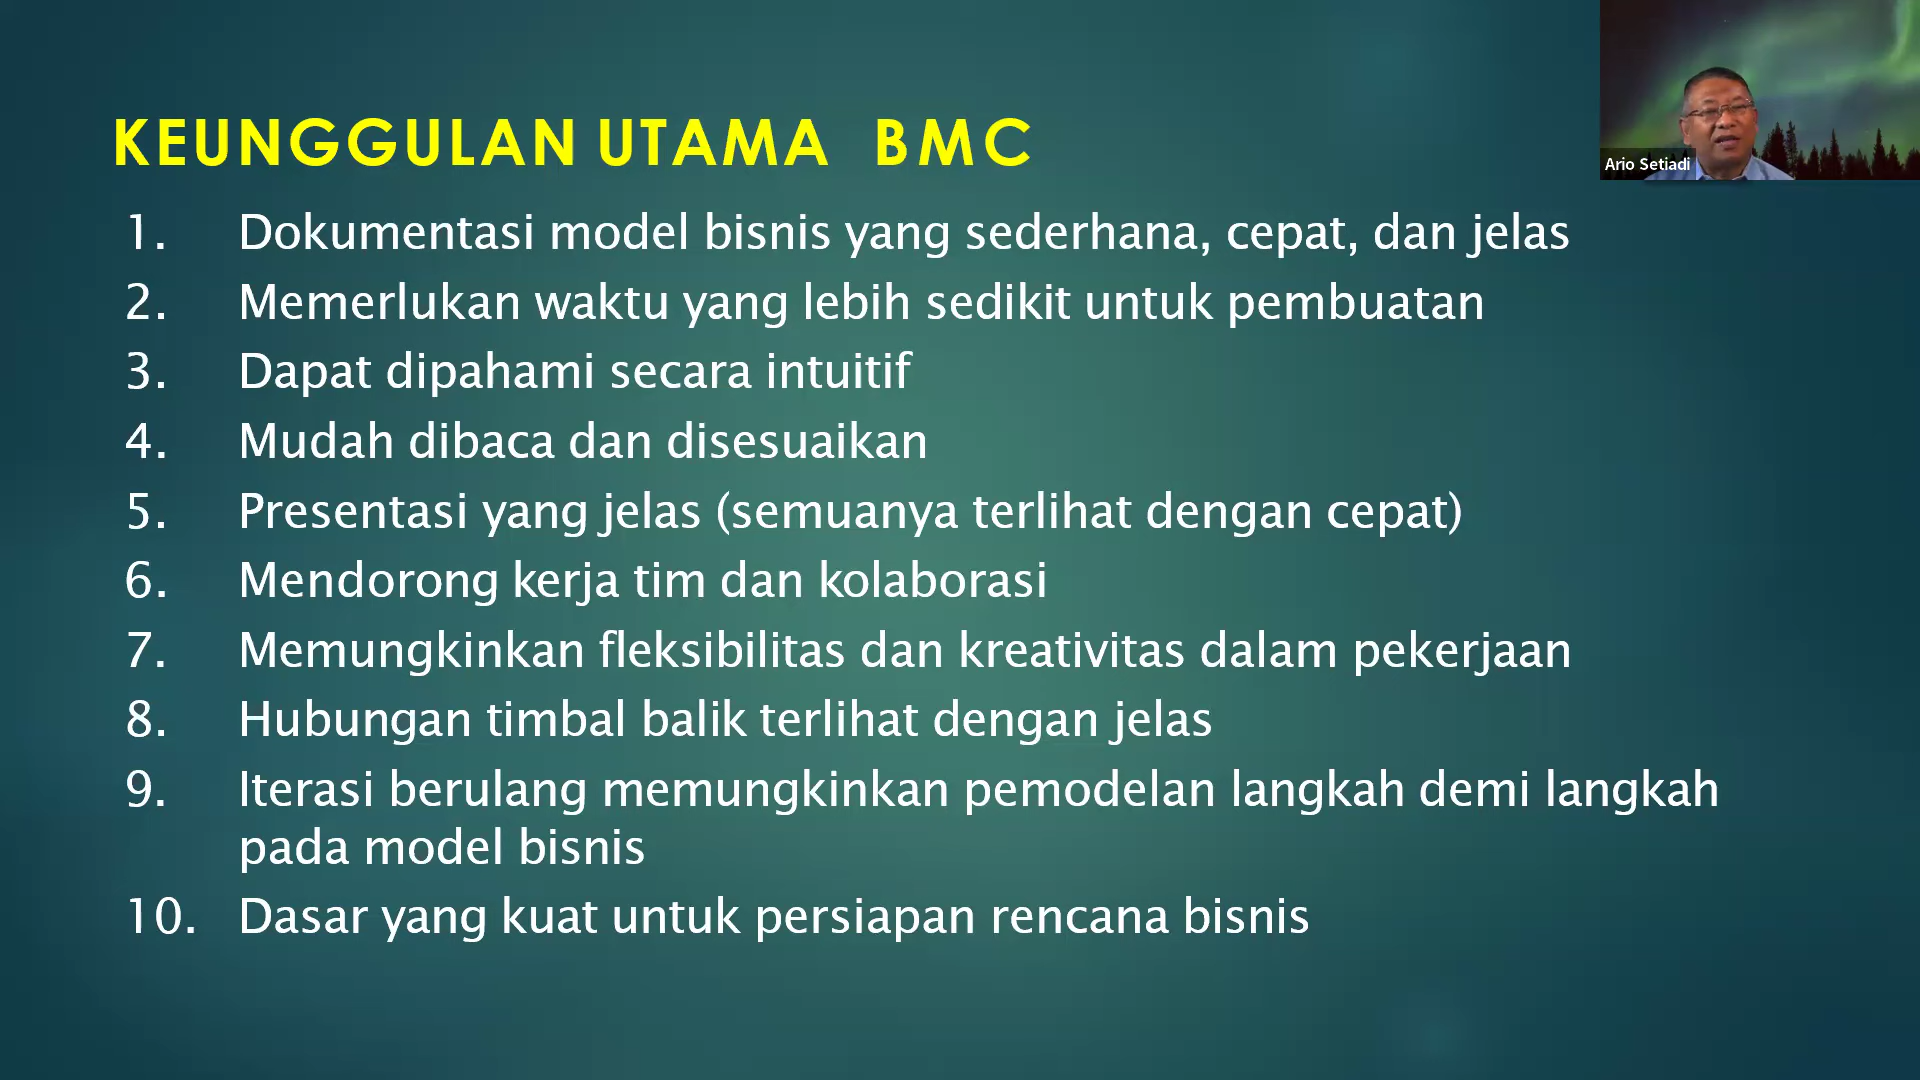 KEUNGGULAN UTAMA BMC
Ario Setiadi
1. Dokumentasi model bisnis yang sederhana, cepat, dan jelas
2. Memerlukan waktu yang lebih sedikit untuk pembuatan
3. Dapat dipahami secara intuitif
4. Mudah dibaca dan disesuaikan
5. Presentasi yang jelas (semuanya terlihat dengan cepat)
6. Mendorong kerja tim dan kolaborasi
7. Memungkinkan fleksibilitas dan kreativitas dalam pekerjaan
8. Hubungan timbal balik terlihat dengan jelas
9. Iterasi berulang memungkinkan pemodelan langkah demi langkah
pada model bisnis
10. Dasar yang kuat untuk persiapan rencana bisnis